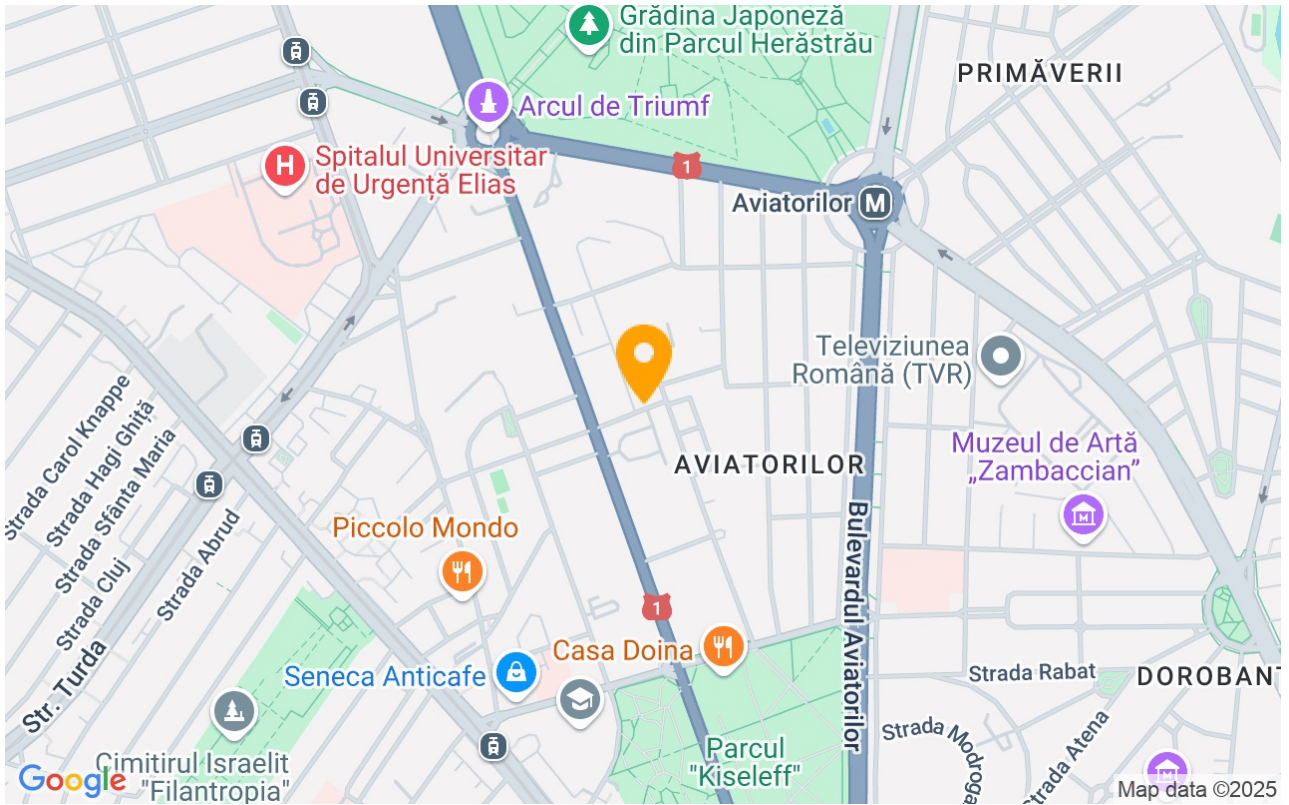 Grădina Japoneză
din Parcul Herăstrău
PRIMĂVERII
Arcul de Triumf
H
Spitalul Universitar
de Urgență Elias
1
Aviatorilor
M
Televiziunea
Română (TVR)
Strada Carol Knappe
Strada Hagi Ghiță
Strada Sfânta Maria
Strada Cluj
Strada Abrud
Str. Turda
AVIATORILOR
Muzeul de Artă
„Zambaccian”
M
Piccolo Mondo
Bulevardul Aviatorilor
1
Casa Doina
Seneca Anticafe
Strada Rabat
DOROBANȚ
Strada Modroga
Strada Atena
Parcul
"Kiseleff"
Cimitirul Israelit
"Filantropia"
Google
M
Map data ©2025